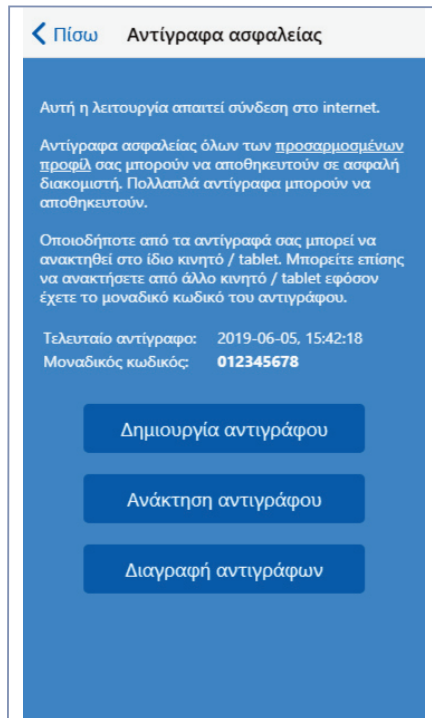 Πίσω Αντίγραφα ασφαλείας
Αυτή η λειτουργία απαιτεί σύνδεση στο internet.
Αντίγραφα ασφαλείας όλων των προσαρμοσμένων
προφίλ σας μπορούν να αποθηκευτούν σε ασφαλή
διακομιστή. Πολλαπλά αντίγραφα μπορούν να
αποθηκευτούν.
Οποιοδήποτε από τα αντίγραφά σας μπορεί να
ανακτηθεί στο ίδιο κινητό / tablet. Μπορείτε επίσης
να ανακτήσετε από άλλο κινητό / tablet εφόσον
έχετε το μοναδικό κωδικό του αντιγράφου.
Τελευταίο αντίγραφο: 2019-06-05, 15:42:18
Μοναδικός κωδικός: 012345678
Δημιουργία αντιγράφου
Ανάκτηση αντιγράφου
Διαγραφή αντιγράφων